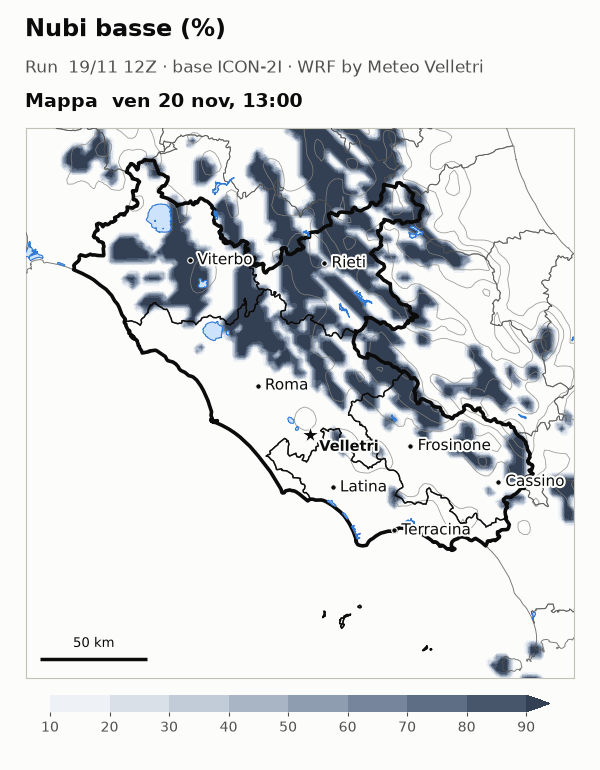 Nubi basse (%)
Run 19/11 12Z · base ICON-2I · WRF by Meteo Velletri
Mappa ven 20 nov, 13:00
Viterbo
Rieti
Roma
Velletri
Frosinone
Latina
Cassino
Terracina
50 km
10 20 30 40 50 60 70 80 90